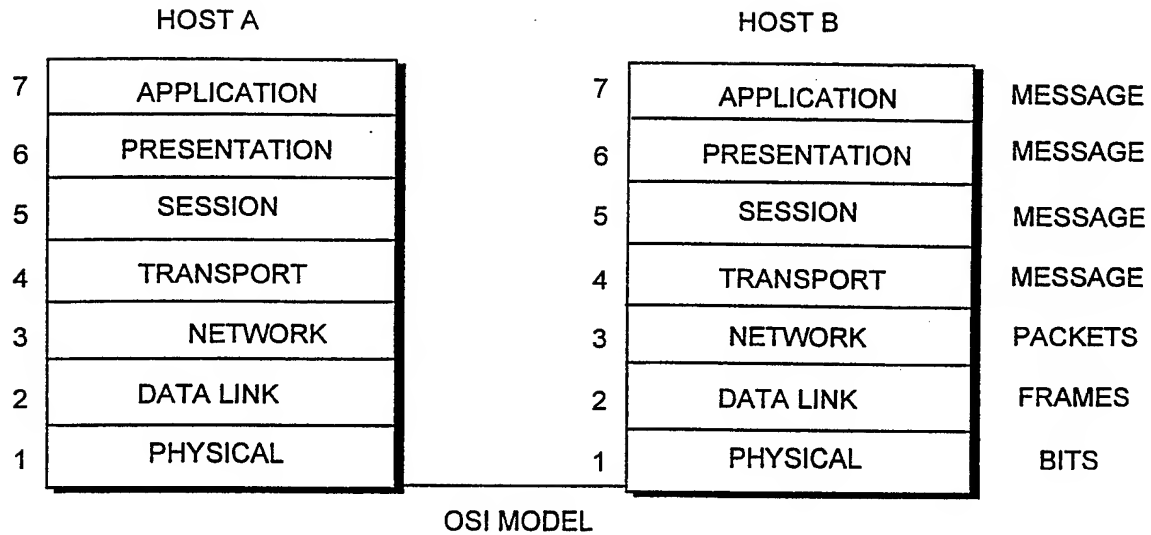 HOST A HOST B
7 APPLICATION 7 APPLICATION MESSAGE
6 PRESENTATION 6 PRESENTATION MESSAGE
5 SESSION 5 SESSION MESSAGE
4 TRANSPORT 4 TRANSPORT MESSAGE
3 NETWORK 3 NETWORK PACKETS
2 DATA LINK 2 DATA LINK FRAMES
1 PHYSICAL 1 PHYSICAL BITS
OSI MODEL